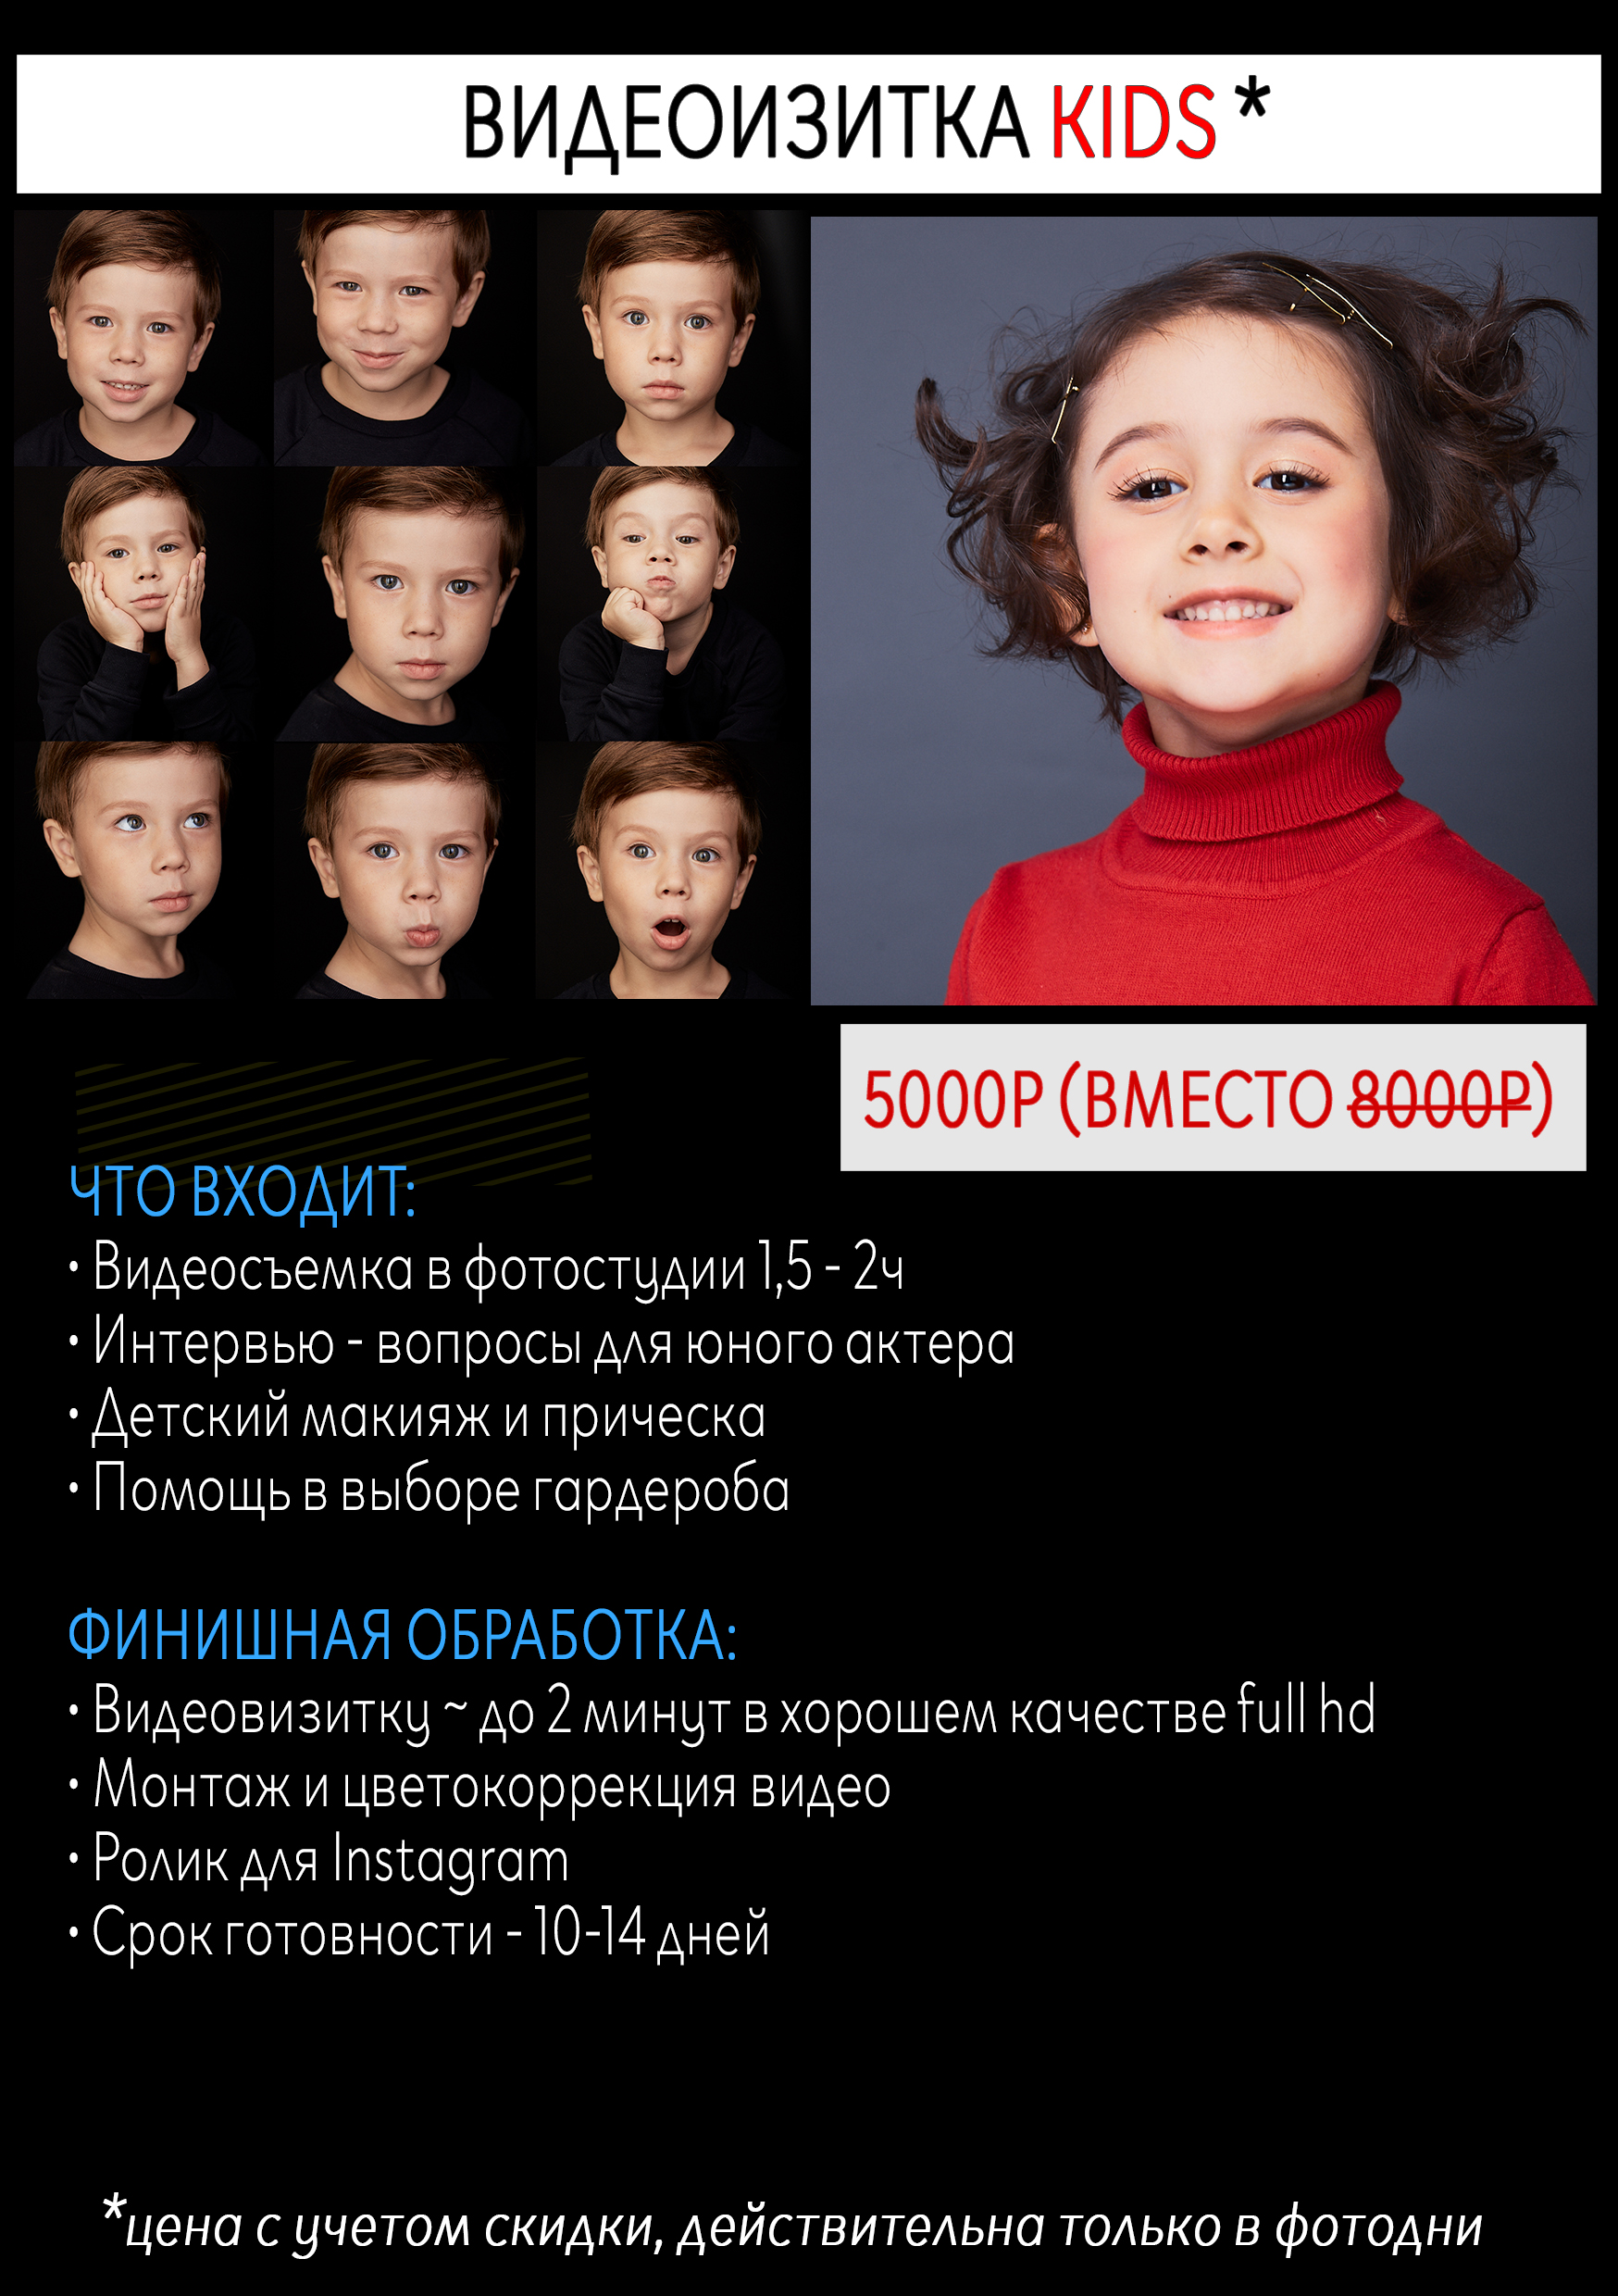 ВИДЕОИЗИТКА KIDS *
5000Р (ВМЕСТО 8000Р)
ЧТО ВХОДИТ:
• Видеосъемка в фотостудии 1,5 - 2ч
• Интервью - вопросы для юного актера
• Детский макияж и прическа
• Помощь в выборе гардероба
ФИНИШНАЯ ОБРАБОТКА:
• Видеовизитку ~ до 2 минут в хорошем качестве full hd
• Монтаж и цветокоррекция видео
• Ролик для Instagram
• Срок готовности - 10-14 дней
*цена с учетом скидки, действительна только в фотодни